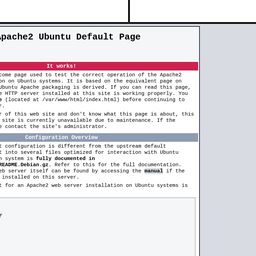 Apache2 Ubuntu Default Page
It works!
come page used to test the correct operation of the Apache2
on on Ubuntu systems. It is based on the equivalent page on
Ubuntu Apache packaging is derived. If you can read this page,
e HTTP server installed at this site is working properly. You
(located at /var/www/html/index.html) before continuing to
r.
r of this web site and don't know what this page is about, this
site is currently unavailable due to maintenance. If the
e contact the site's administrator.
Configuration Overview
t configuration is different from the upstream default
t into several files optimized for interaction with Ubuntu
n system is fully documented in
README.Debian.gz. Refer to this for the full documentation.
eb server itself can be found by accessing the manual if the
installed on this server.
t for an Apache2 web server installation on Ubuntu systems is